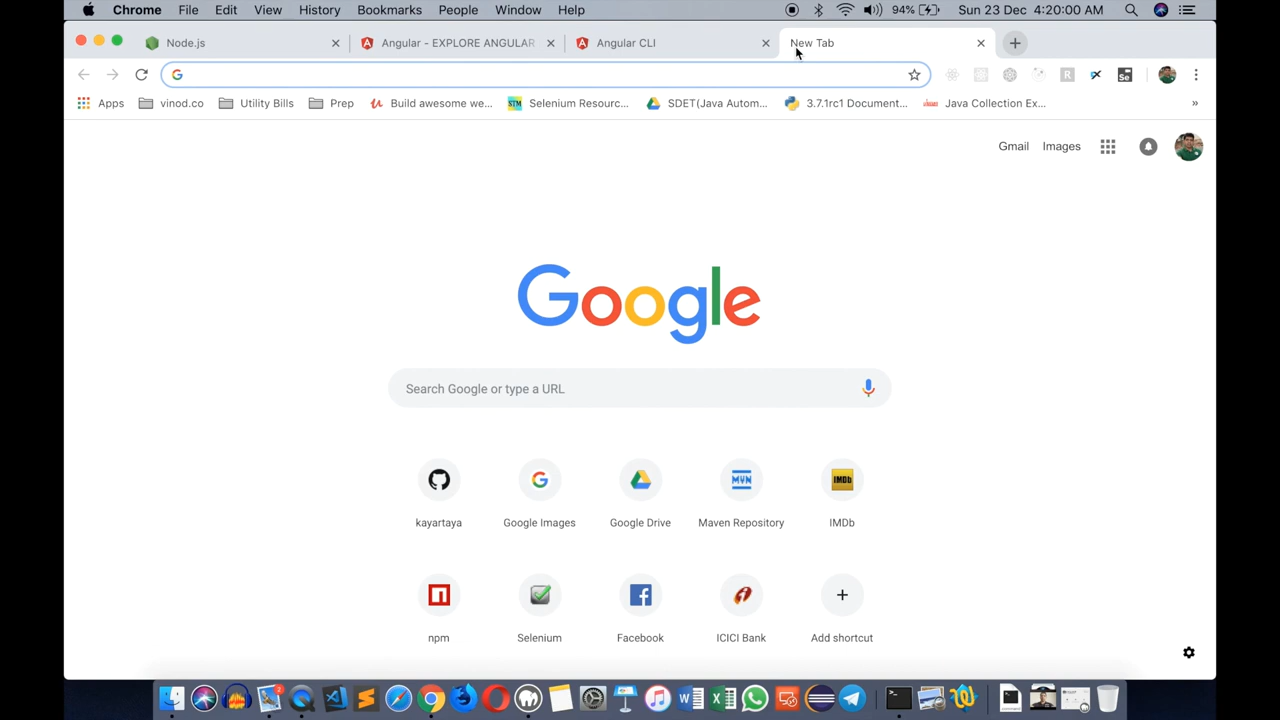 Chrome File Edit View History Bookmarks People Window Help 94% Sun 23 Dec 4:20:00 AM
Node.js Angular - EXPLORE ANGULAR Angular CLI New Tab
Apps vinod.co Utility Bills Prep Build awesome we... STM Selenium Resourc... SDET(Java Autom... 3.7.1rc1 Document... Java Collection Ex... »
Gmail Images
Google
Search Google or type a URL
MVN IMDb
kayartaya Google Images Google Drive Maven Repository IMDb
npm Selenium Facebook ICICI Bank Add shortcut